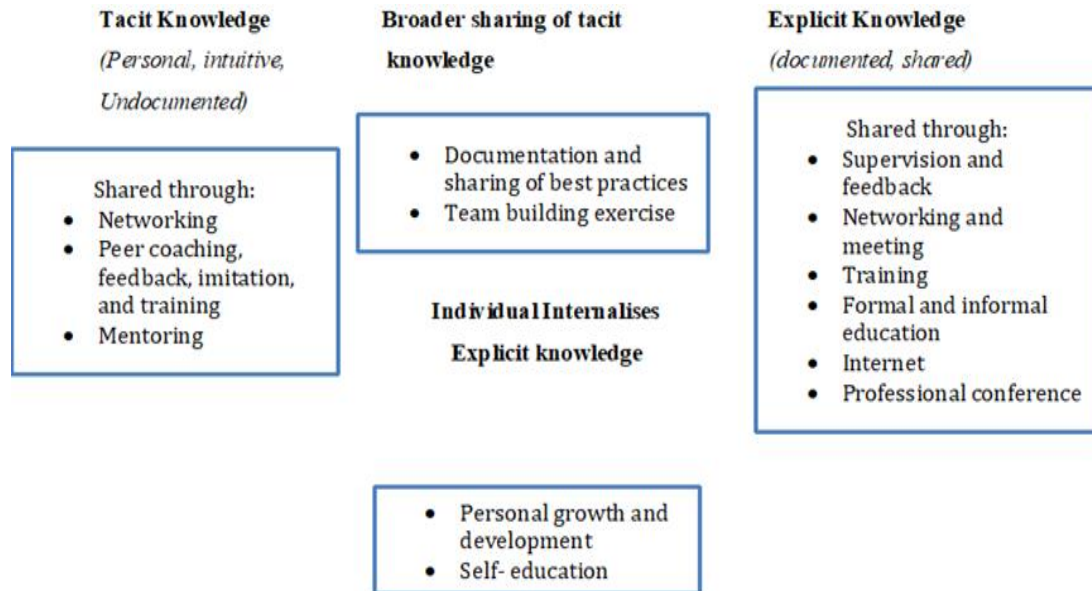 Tacit Knowledge
(Personal, intuitive,
Undocumented)
Shared through:
• Networking
• Peer coaching,
feedback, imitation,
and training
• Mentoring
Broader sharing of tacit
knowledge
• Documentation and
sharing of best practices
• Team building exercise
Individual Internalises
Explicit knowledge
• Personal growth and
development
• Self- education
Explicit Knowledge
(documented, shared)
Shared through:
• Supervision and
feedback
• Networking and
meeting
• Training
• Formal and informal
education
• Internet
• Professional conference